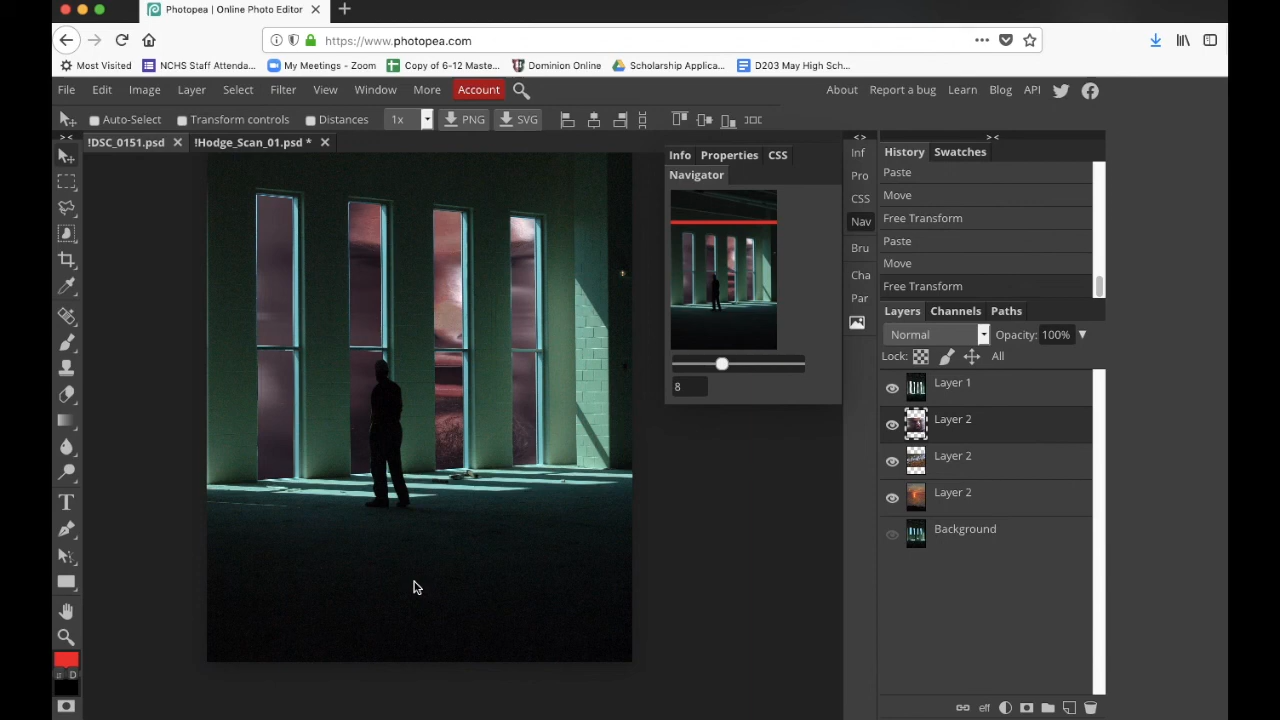 Photopea | Online Photo Editor
https://www.photopea.com
Most Visited NCHS Staff Attenda... My Meetings - Zoom Copy of 6-12 Maste... Dominion Online Scholarship Applica... D203 May High Sch...
File Edit Image Layer Select Filter View Window More Account About Report a bug Learn Blog API
Auto-Select Transform controls Distances 1x PNG SVG
!DSC_0151.psd !Hodge_Scan_01.psd *
Info Properties CSS
Navigator
8
Inf
Pro
CSS
Nav
Bru
Cha
Par
History Swatches
Paste
Move
Free Transform
Paste
Move
Free Transform
Layers Channels Paths
Normal Opacity: 100%
Lock: All
Layer 1
Layer 2
Layer 2
Layer 2
Background
eff
D